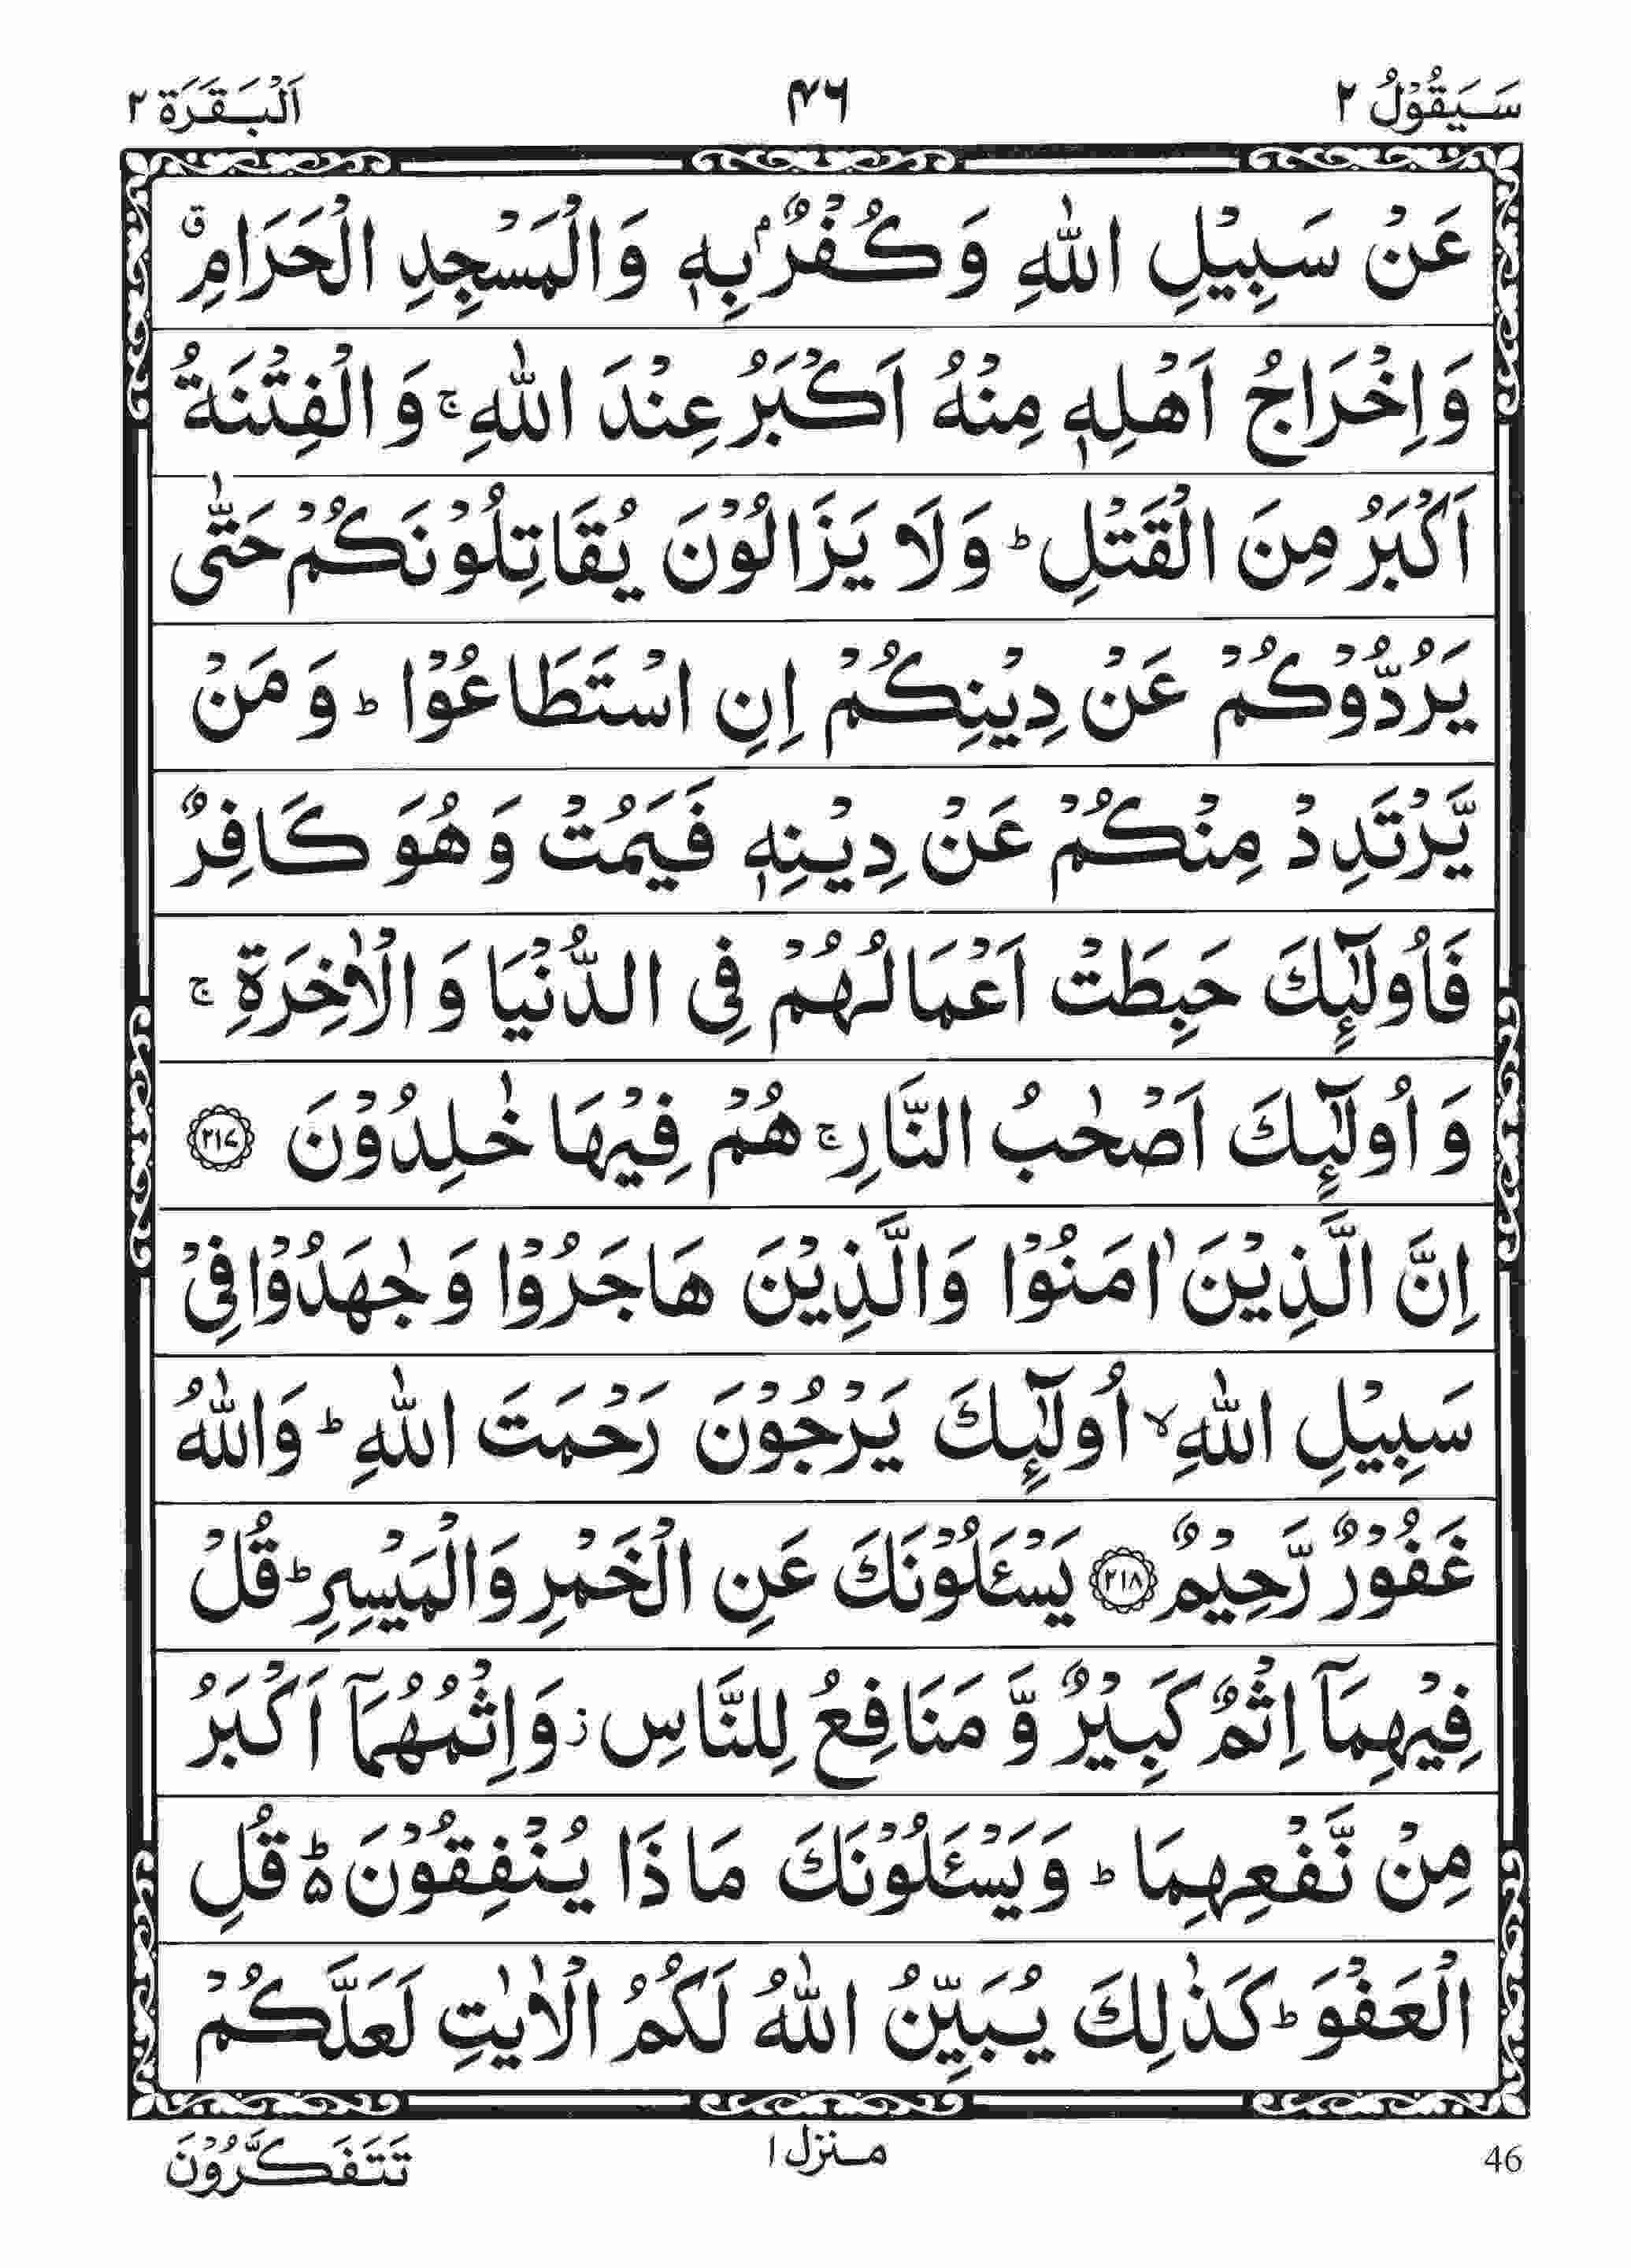 سَيَقُوْلُ ٢
۴۶
اَلْبَقَرَة ٢
عَنْ سَبِيْلِ اللّٰهِ وَكُفْرٌۢ بِهٖ وَالْمَسْجِدِ الْحَرَامِ ۗ
وَاِخْرَاجُ اَهْلِهٖ مِنْهُ اَكْبَرُ عِنْدَ اللّٰهِ ۚ وَالْفِتْنَةُ
اَكْبَرُ مِنَ الْقَتْلِ ؕ وَلَا يَزَالُوْنَ يُقَاتِلُوْنَكُمْ حَتّٰى
يَرُدُّوْكُمْ عَنْ دِيْنِكُمْ اِنِ اسْتَطَاعُوْا ؕ وَمَنْ
يَّرْتَدِدْ مِنْكُمْ عَنْ دِيْنِهٖ فَيَمُتْ وَهُوَ كَافِرٌ
فَاُولٰٓئِكَ حَبِطَتْ اَعْمَالُهُمْ فِى الدُّنْيَا وَالْاٰخِرَةِ ۚ
وَاُولٰٓئِكَ اَصْحٰبُ النَّارِ ۚ هُمْ فِيْهَا خٰلِدُوْنَ ﴿٢١٧﴾
اِنَّ الَّذِيْنَ اٰمَنُوْا وَالَّذِيْنَ هَاجَرُوْا وَجٰهَدُوْا فِىْ
سَبِيْلِ اللّٰهِ ۙ اُولٰٓئِكَ يَرْجُوْنَ رَحْمَتَ اللّٰهِ ؕ وَاللّٰهُ
غَفُوْرٌ رَّحِيْمٌ ﴿٢١٨﴾ يَسْـَٔلُوْنَكَ عَنِ الْخَمْرِ وَالْمَيْسِرِ ؕ قُلْ
فِيْهِمَآ اِثْمٌ كَبِيْرٌ وَّمَنَافِعُ لِلنَّاسِ ز وَاِثْمُهُمَآ اَكْبَرُ
مِنْ نَّفْعِهِمَا ؕ وَيَسْـَٔلُوْنَكَ مَاذَا يُنْفِقُوْنَ ۵ؕ قُلِ
الْعَفْوَ ؕ كَذٰلِكَ يُبَيِّنُ اللّٰهُ لَكُمُ الْاٰيٰتِ لَعَلَّكُمْ
46
منزل ١
تَتَفَكَّرُوْنَ